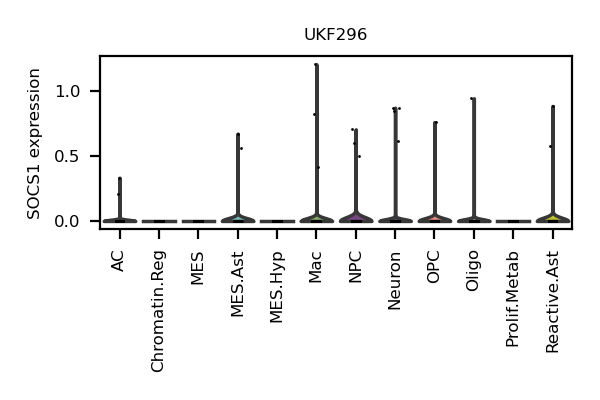 UKF296
SOCS1 expression
1.0
0.5
0.0
AC
Chromatin.Reg
MES
MES.Ast
MES.Hyp
Mac
NPC
Neuron
OPC
Oligo
Prolif.Metab
Reactive.Ast